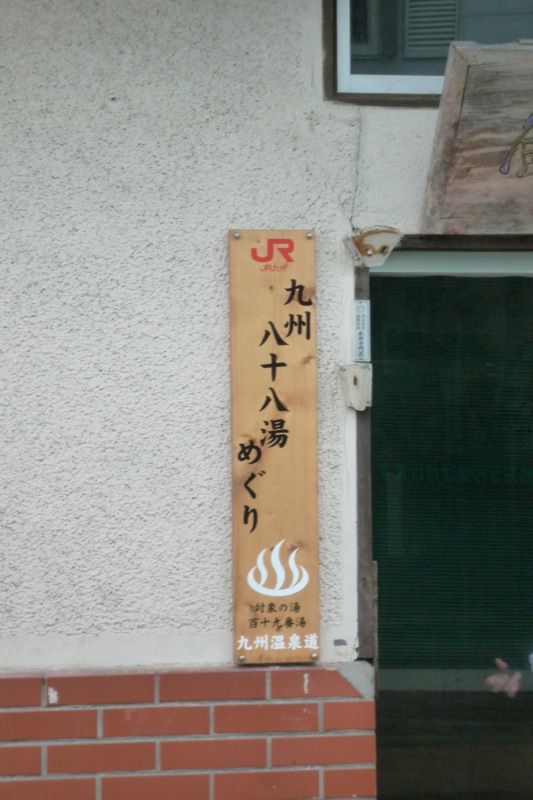 JR
JR九州
九州
八十八湯
めぐり
対象の湯
百十九番湯
九州温泉道